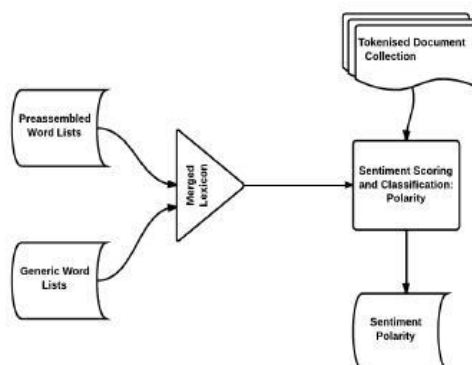 Tokenised Document
Collection
Preassembled
Word Lists
Merged
Lexicon
Sentiment Scoring
and Classification:
Polarity
Generic Word
Lists
Sentiment
Polarity